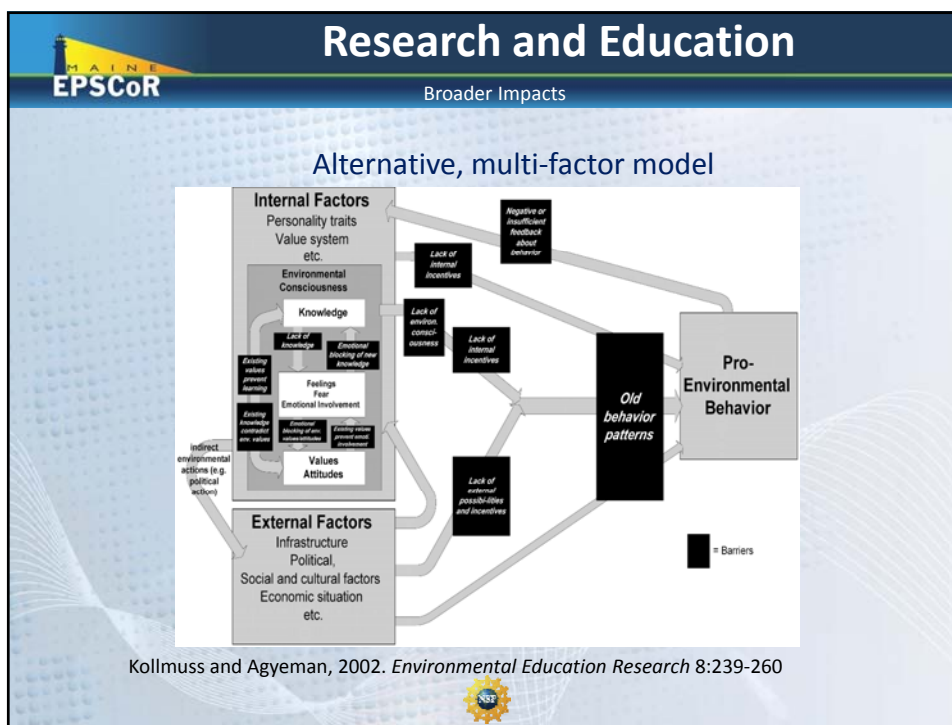 Research and Education
MAINE
EPSCoR
Broader Impacts
Alternative, multi-factor model
Internal Factors
Personality traits
Value system
etc.
Environmental
Consciousness
Knowledge
Lack of
knowledge
Emotional
blocking of new
knowledge
Existing
values
prevent
learning
Feelings
Fear
Emotional Involvement
Existing
knowledge
contradict
env. values
Emotional
blocking of env.
values/attitudes
Existing values
prevent emot.
involvement
Values
Attitudes
Indirect
environmental
actions (e.g.
political
action)
External Factors
Infrastructure
Political,
Social and cultural factors
Economic situation
etc.
Negative or
insufficient
feedback
about
behavior
Lack of
internal
incentives
Lack of
environ.
consci-
ousness
Lack of
internal
incentives
Lack of
external
possibi-lities
and incentives
Old
behavior
patterns
Pro-
Environmental
Behavior
= Barriers
Kollmuss and Agyeman, 2002. Environmental Education Research 8:239-260
NSF